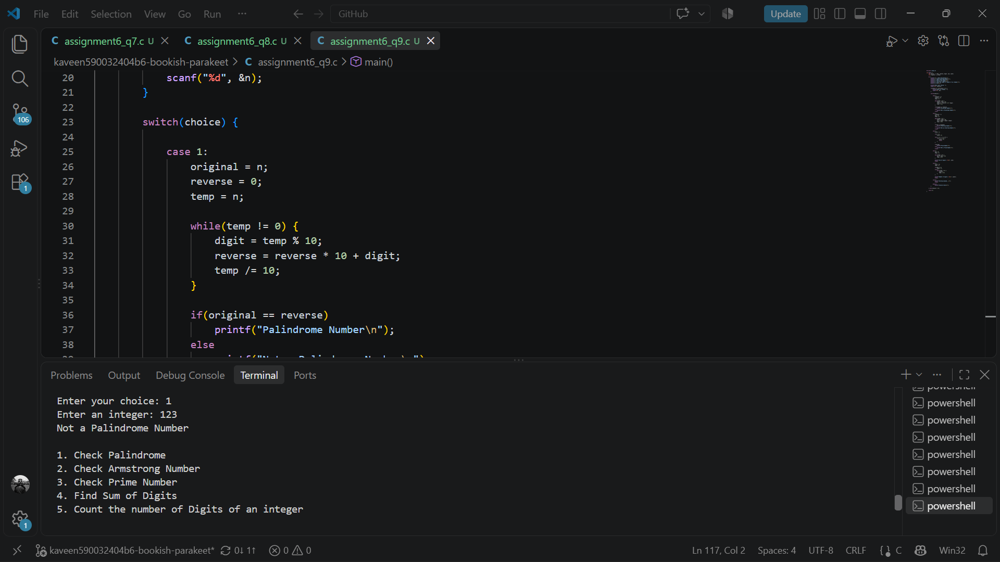 File Edit Selection View Go Run ··· GitHub Update
assignment6_q7.c U assignment6_q8.c U assignment6_q9.c U
kaveen590032404b6-bookish-parakeet > C assignment6_q9.c > main()
20 scanf("%d", &n);
21 }
22
23 switch(choice) {
24
25 case 1:
26 original = n;
27 reverse = 0;
28 temp = n;
29
30 while(temp != 0) {
31 digit = temp % 10;
32 reverse = reverse * 10 + digit;
33 temp /= 10;
34 }
35
36 if(original == reverse)
37 printf("Palindrome Number\n");
38 else
106
1
Problems Output Debug Console Terminal Ports
Enter your choice: 1
Enter an integer: 123
Not a Palindrome Number
1. Check Palindrome
2. Check Armstrong Number
3. Check Prime Number
4. Find Sum of Digits
5. Count the number of Digits of an integer
powershell
powershell
powershell
powershell
powershell
powershell
powershell
powershell
1
kaveen590032404b6-bookish-parakeet* 0↓ 1↑ 0 0 Ln 117, Col 2 Spaces: 4 UTF-8 CRLF {} C Win32